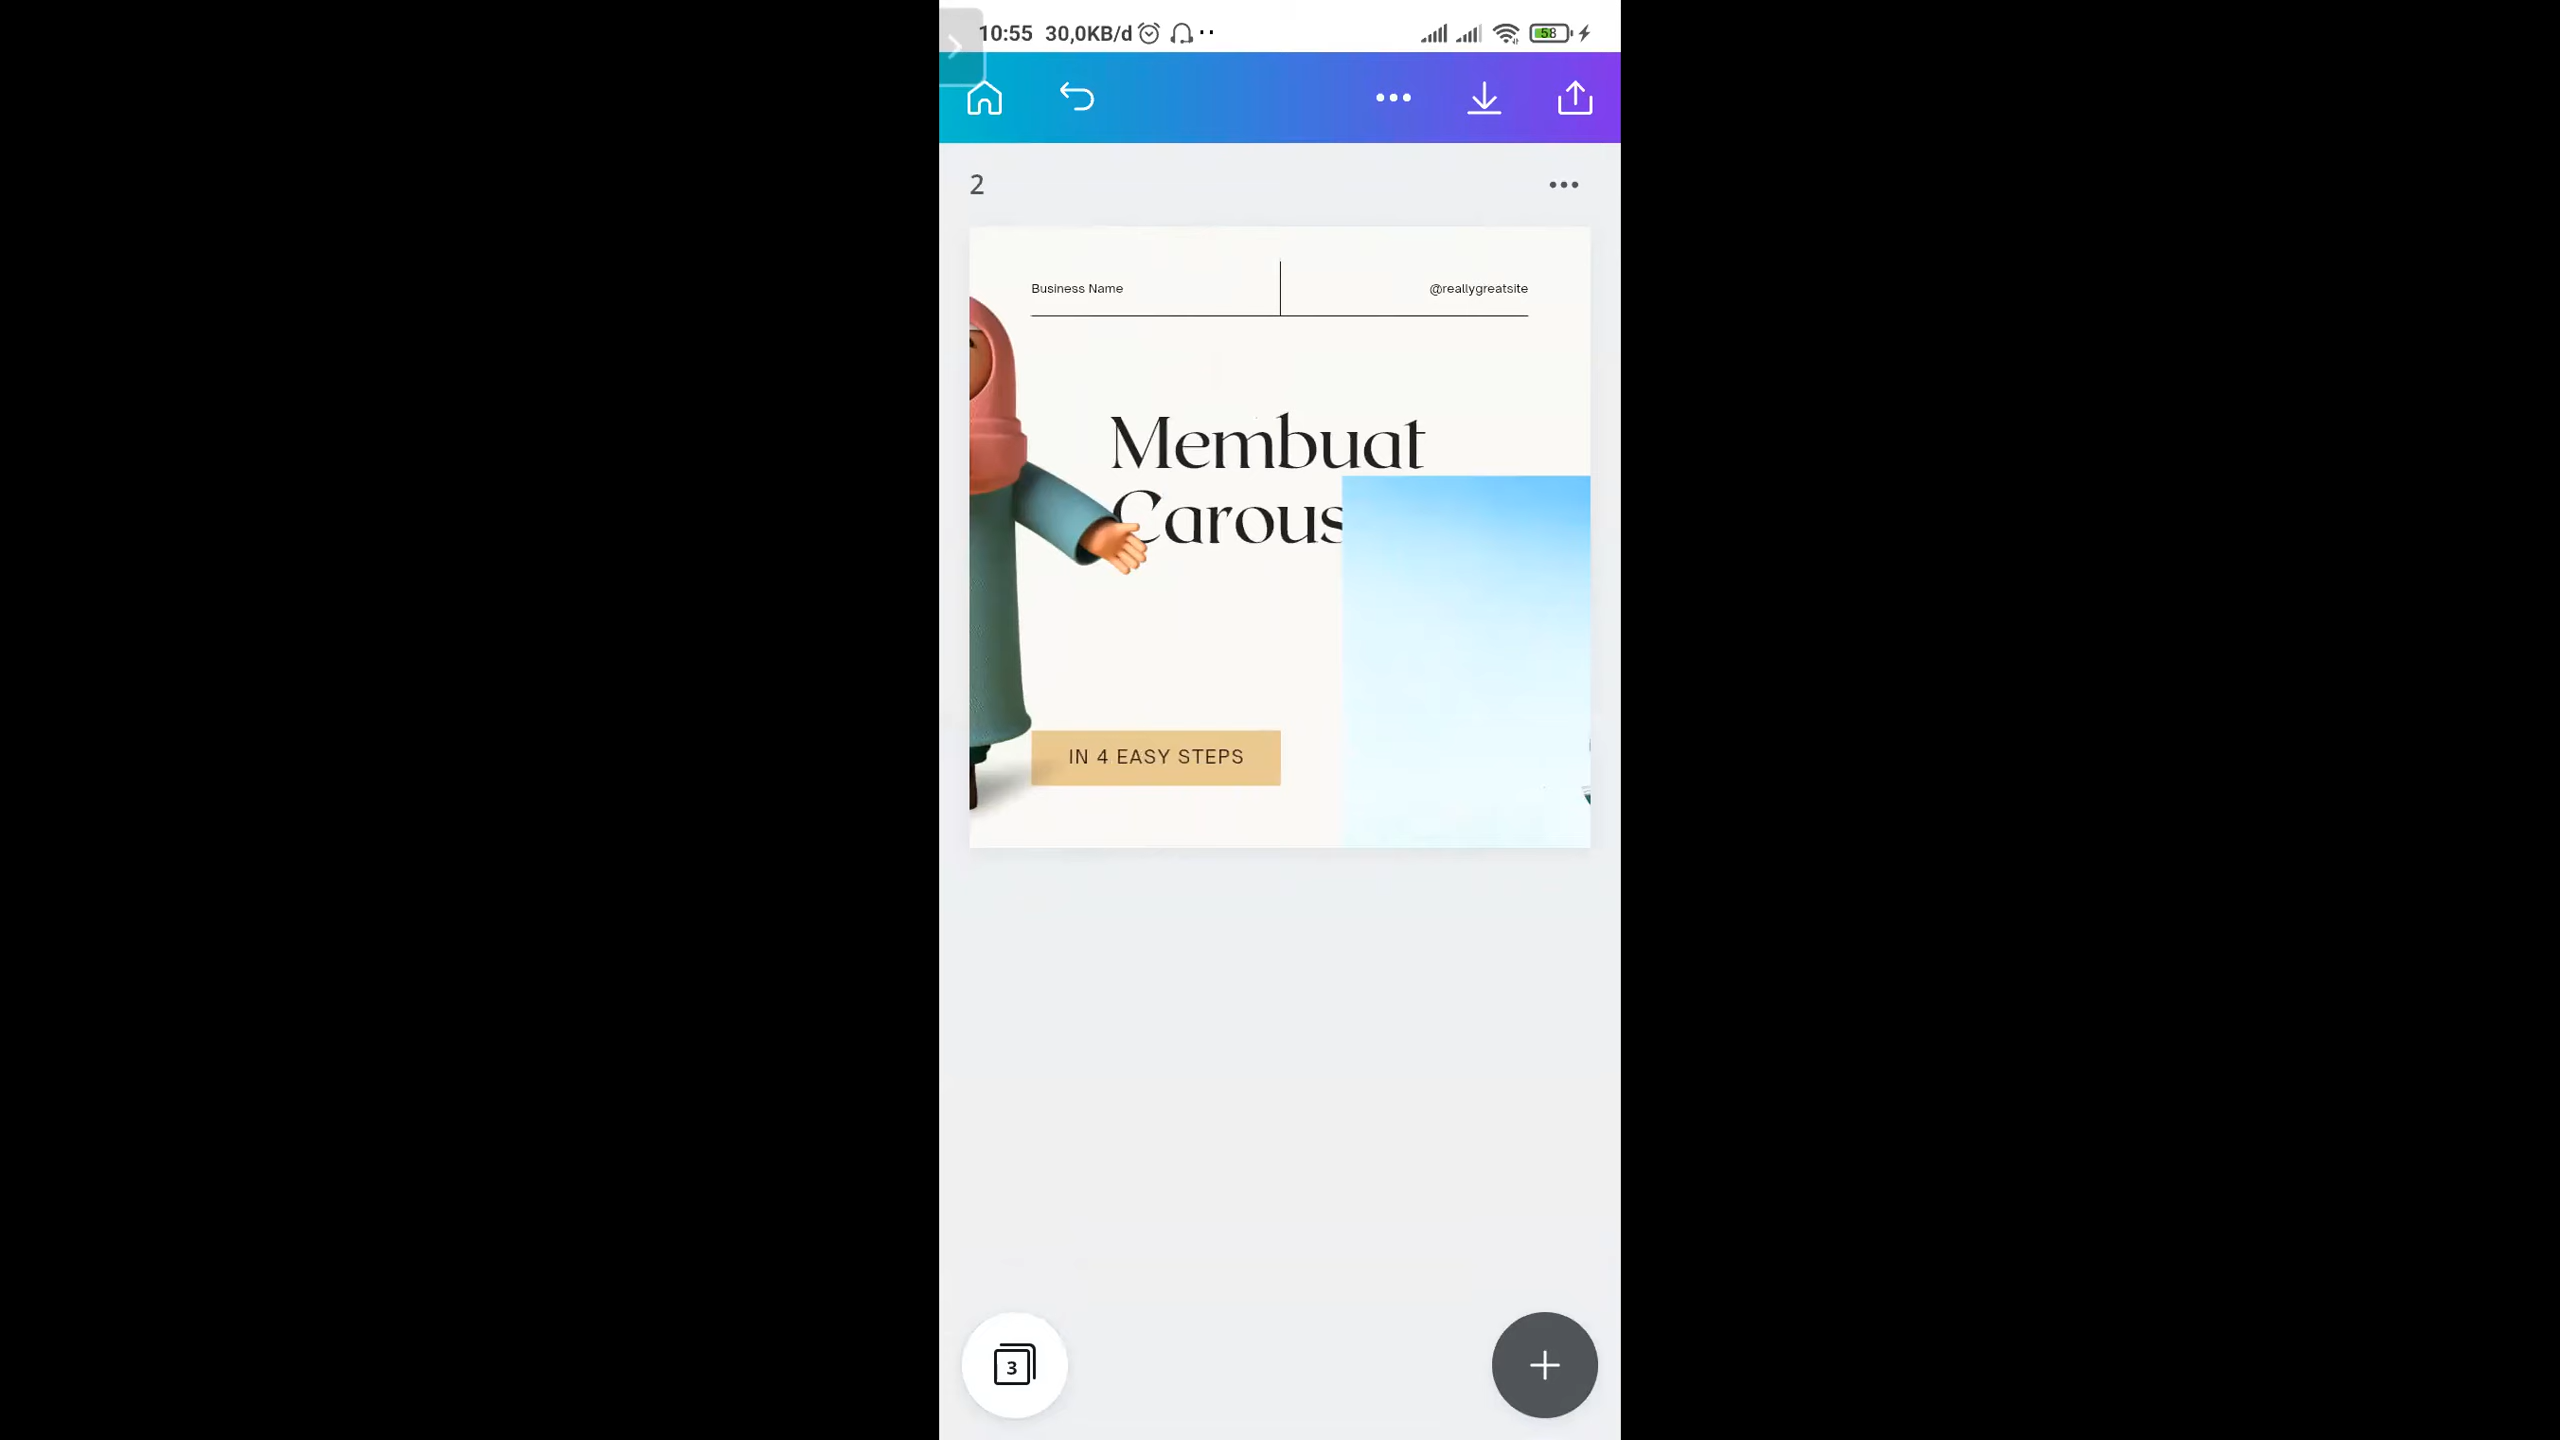 10:55 30,0KB/d 58
2
Business Name @reallygreatsite
Membuat
Carous
IN 4 EASY STEPS
3